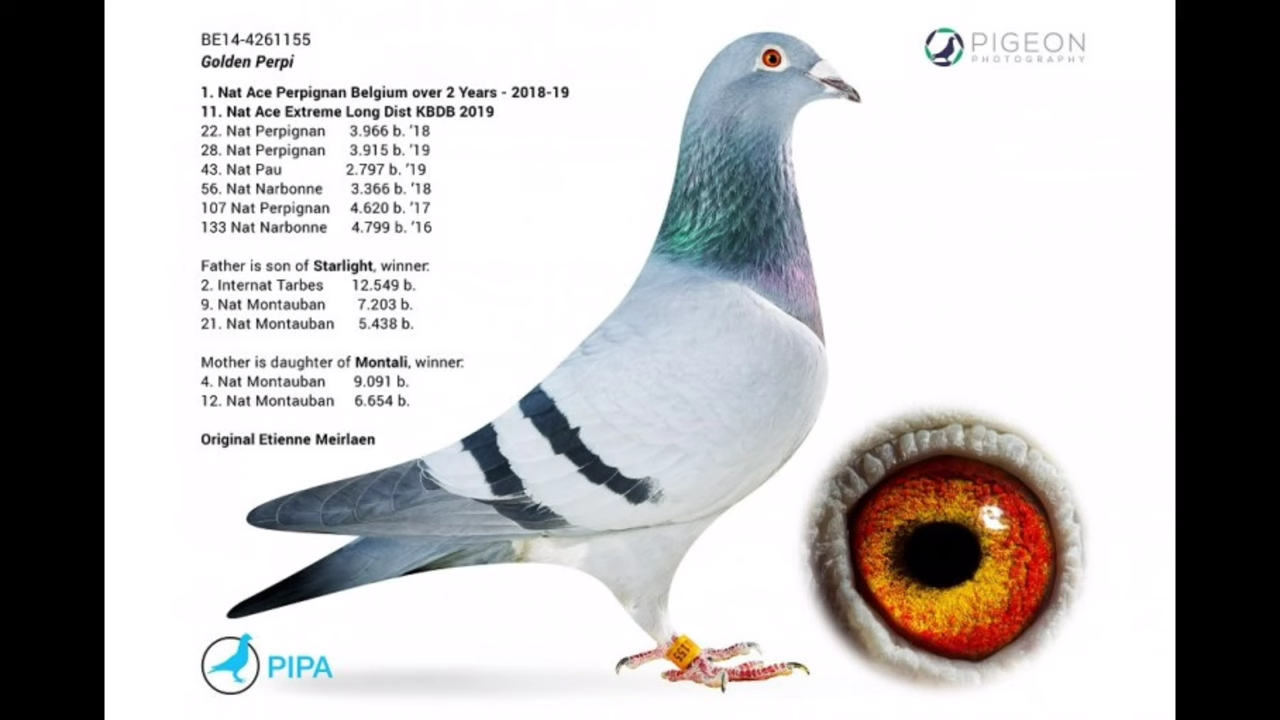 BE14-4261155
Golden Perpi
1. Nat Ace Perpignan Belgium over 2 Years - 2018-19
11. Nat Ace Extreme Long Dist KBDB 2019
22. Nat Perpignan 3.966 b. '18
28. Nat Perpignan 3.915 b. '19
43. Nat Pau 2.797 b. '19
56. Nat Narbonne 3.366 b. '18
107 Nat Perpignan 4.620 b. '17
133 Nat Narbonne 4.799 b. '16
Father is son of Starlight, winner:
2. Internat Tarbes 12.549 b.
9. Nat Montauban 7.203 b.
21. Nat Montauban 5.438 b.
Mother is daughter of Montali, winner:
4. Nat Montauban 9.091 b.
12. Nat Montauban 6.654 b.
Original Etienne Meirlaen
PIGEON
PHOTOGRAPHY
PIPA